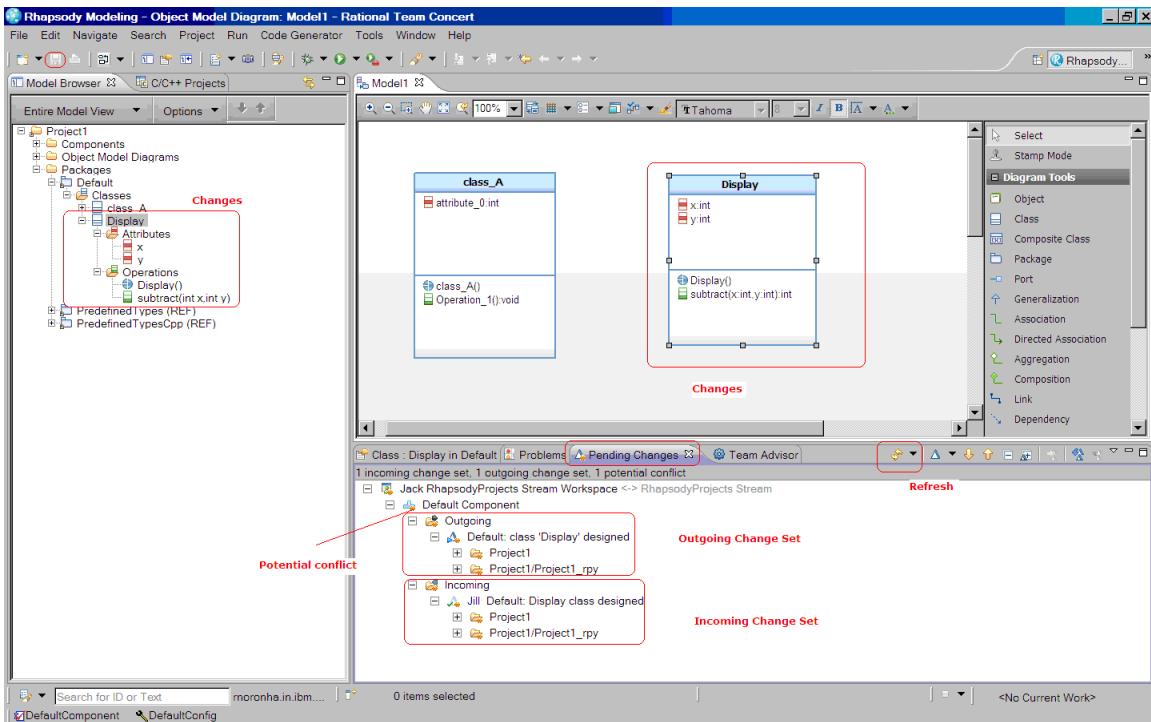 Rhapsody Modeling - Object Model Diagram: Model1 - Rational Team Concert
File Edit Navigate Search Project Run Code Generator Tools Window Help
Rhapsody...
Model Browser C/C++ Projects
Entire Model View Options
Project1
Components
Object Model Diagrams
Packages
Default
Classes
Changes
class_A
Display
Attributes
x
y
Operations
Display()
subtract(int x,int y)
PredefinedTypes (REF)
PredefinedTypesCpp (REF)
Model1
100% Tahoma 8 I B A A
class_A
attribute_0:int
class_A()
Operation_1():void
Display
x:int
y:int
Display()
subtract(x:int,y:int):int
Changes
Select
Stamp Mode
Diagram Tools
Object
Class
Composite Class
Package
Port
Generalization
Association
Directed Association
Aggregation
Composition
Link
Dependency
Class : Display in Default Problems Pending Changes Team Advisor
1 incoming change set, 1 outgoing change set, 1 potential conflict
Refresh
Jack RhapsodyProjects Stream Workspace <-> RhapsodyProjects Stream
Default Component
Outgoing
Default: class 'Display' designed
Outgoing Change Set
Project1
Project1/Project1_rpy
Potential conflict
Incoming
Jill Default: Display class designed
Project1
Incoming Change Set
Project1/Project1_rpy
Search for ID or Text moronha.in.ibm.... 0 items selected <No Current Work>
DefaultComponent DefaultConfig